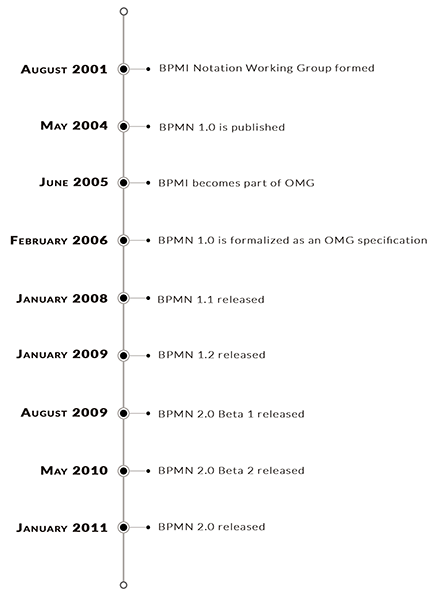 August 2001 BPMI Notation Working Group formed
May 2004 BPMN 1.0 is published
June 2005 BPMI becomes part of OMG
February 2006 BPMN 1.0 is formalized as an OMG specification
January 2008 BPMN 1.1 released
January 2009 BPMN 1.2 released
August 2009 BPMN 2.0 Beta 1 released
May 2010 BPMN 2.0 Beta 2 released
January 2011 BPMN 2.0 released